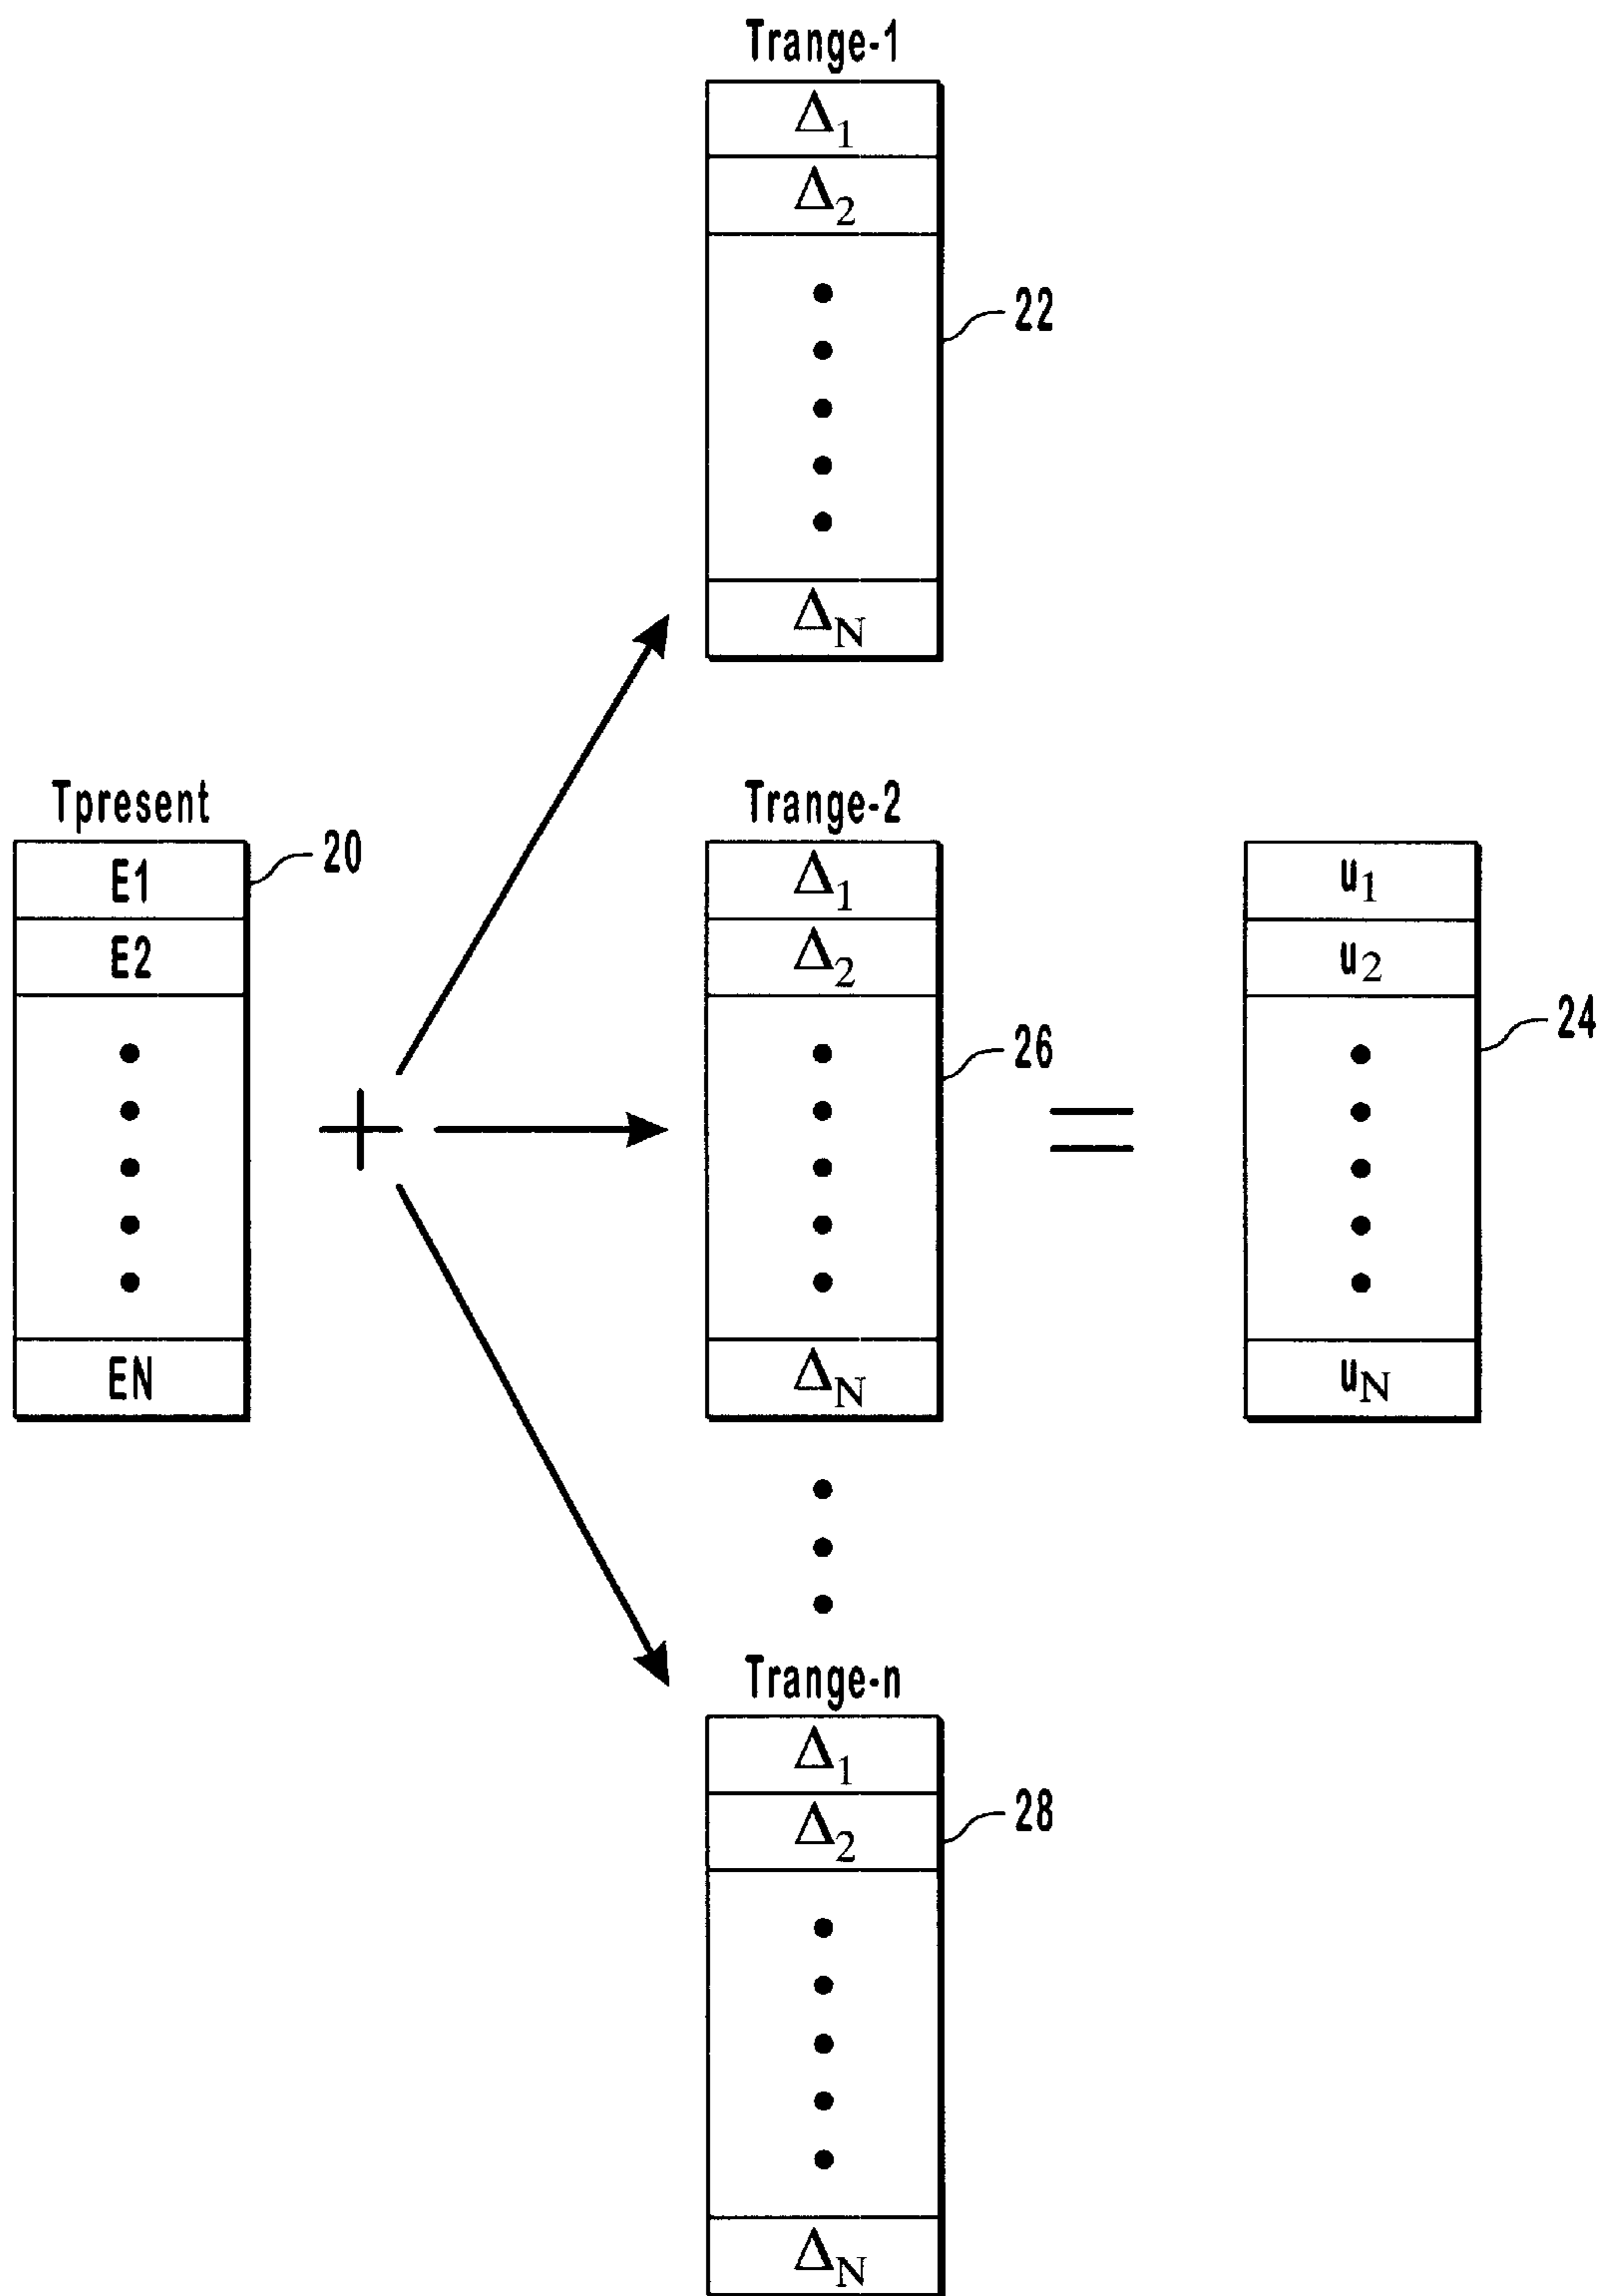 Trange-1
Δ1
Δ2
22
ΔN
Tpresent
20
E1
E2
EN
+
Trange-2
Δ1
Δ2
26
ΔN
=
u1
u2
24
uN
Trange-n
Δ1
Δ2
28
ΔN